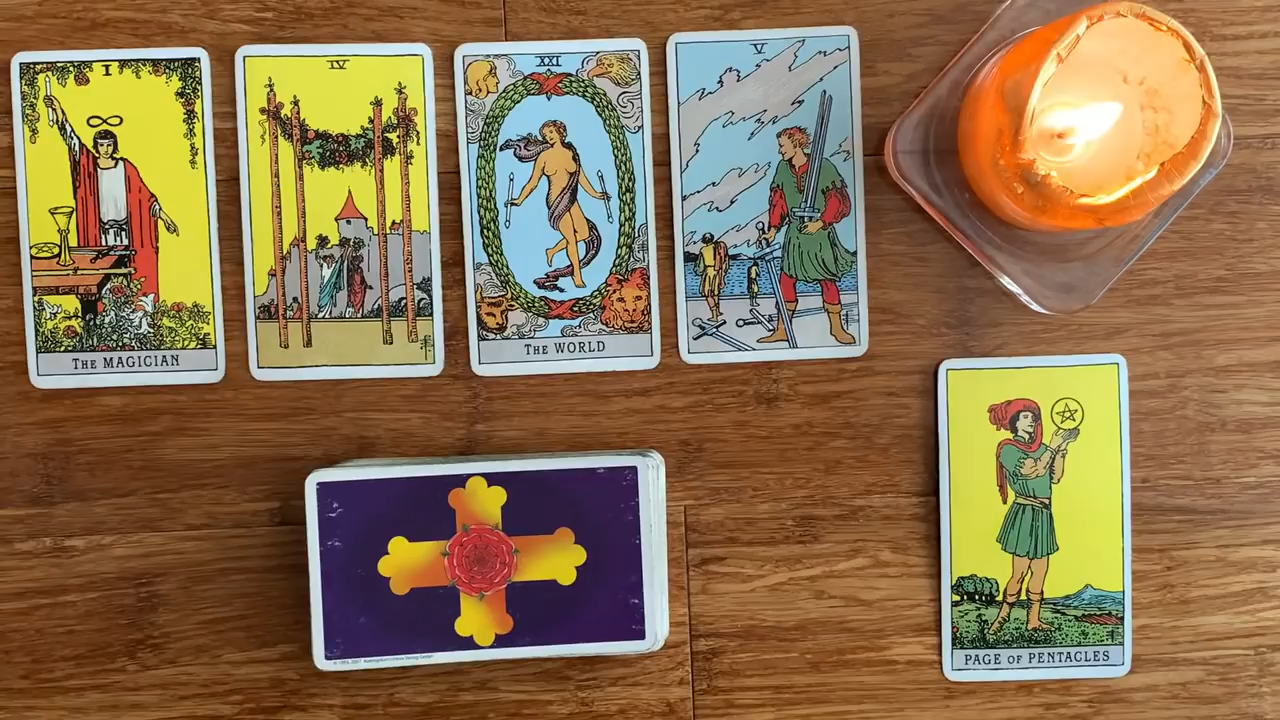 I
THE MAGICIAN
IV
XXI
THE WORLD
V
PAGE OF PENTACLES